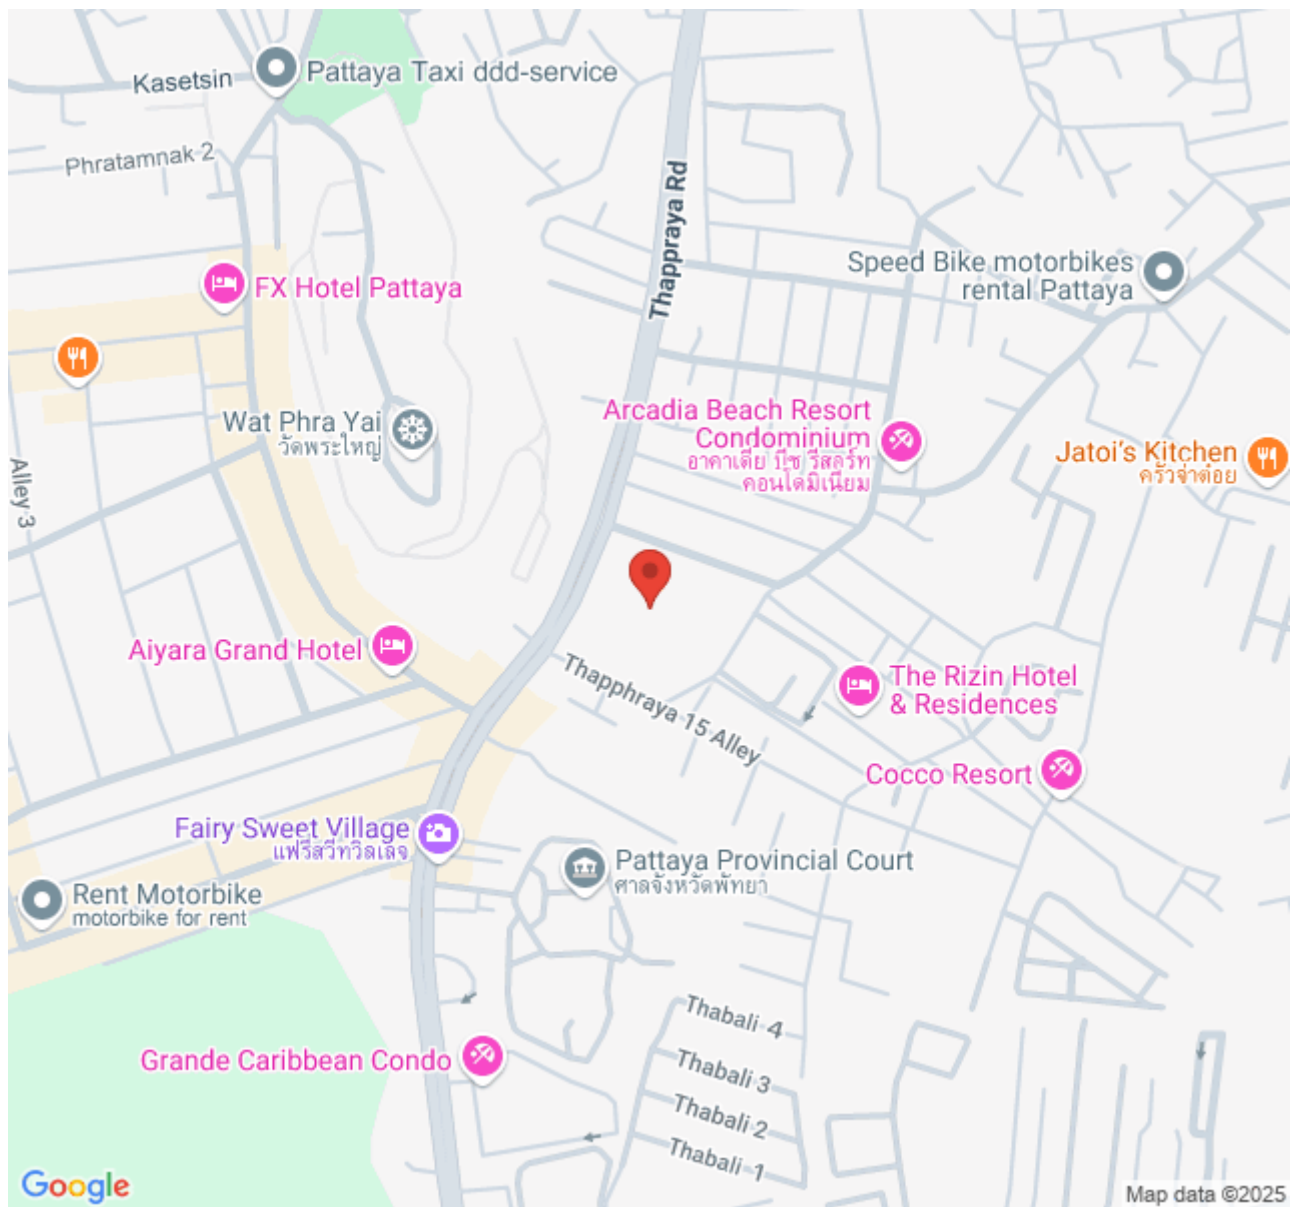 Kasetsin
Pattaya Taxi ddd-service
Phratamnak 2
Thappraya Rd
FX Hotel Pattaya
Speed Bike motorbikes
rental Pattaya
Wat Phra Yai
วัดพระใหญ่
Arcadia Beach Resort
Condominium
อาคาเดีย บีช รีสอร์ท
คอนโดมิเนียม
Jatoi's Kitchen
ครัวจ่าต๋อย
Alley 3
Aiyara Grand Hotel
Thapphraya 15 Alley
The Rizin Hotel
& Residences
Cocco Resort
Fairy Sweet Village
แฟรี่สวีทวิลเลจ
Pattaya Provincial Court
ศาลจังหวัดพัทยา
Rent Motorbike
motorbike for rent
Thabali 4
Grande Caribbean Condo
Thabali 3
Thabali 2
Thabali 1
Google
Map data ©2025